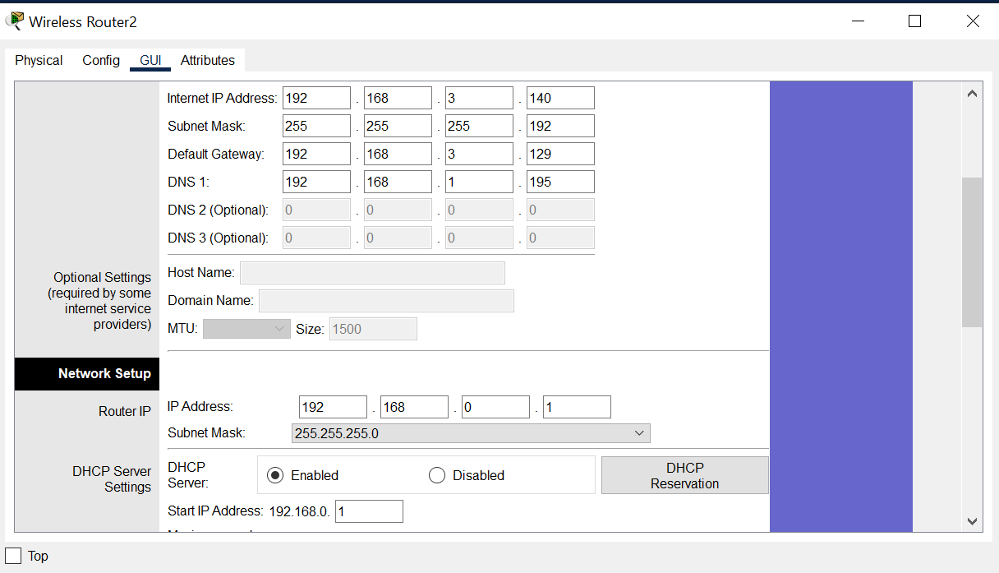 Wireless Router2
Physical Config GUI Attributes
Internet IP Address: 192 . 168 . 3 . 140
Subnet Mask: 255 . 255 . 255 . 192
Default Gateway: 192 . 168 . 3 . 129
DNS 1: 192 . 168 . 1 . 195
DNS 2 (Optional): 0 . 0 . 0 . 0
DNS 3 (Optional): 0 . 0 . 0 . 0
Optional Settings
(required by some
internet service
providers)
Host Name:
Domain Name:
MTU: Size: 1500
Network Setup
Router IP
IP Address: 192 . 168 . 0 . 1
Subnet Mask: 255.255.255.0
DHCP Server
Settings
DHCP
Server:
Enabled Disabled
DHCP
Reservation
Start IP Address: 192.168.0. 1
Top